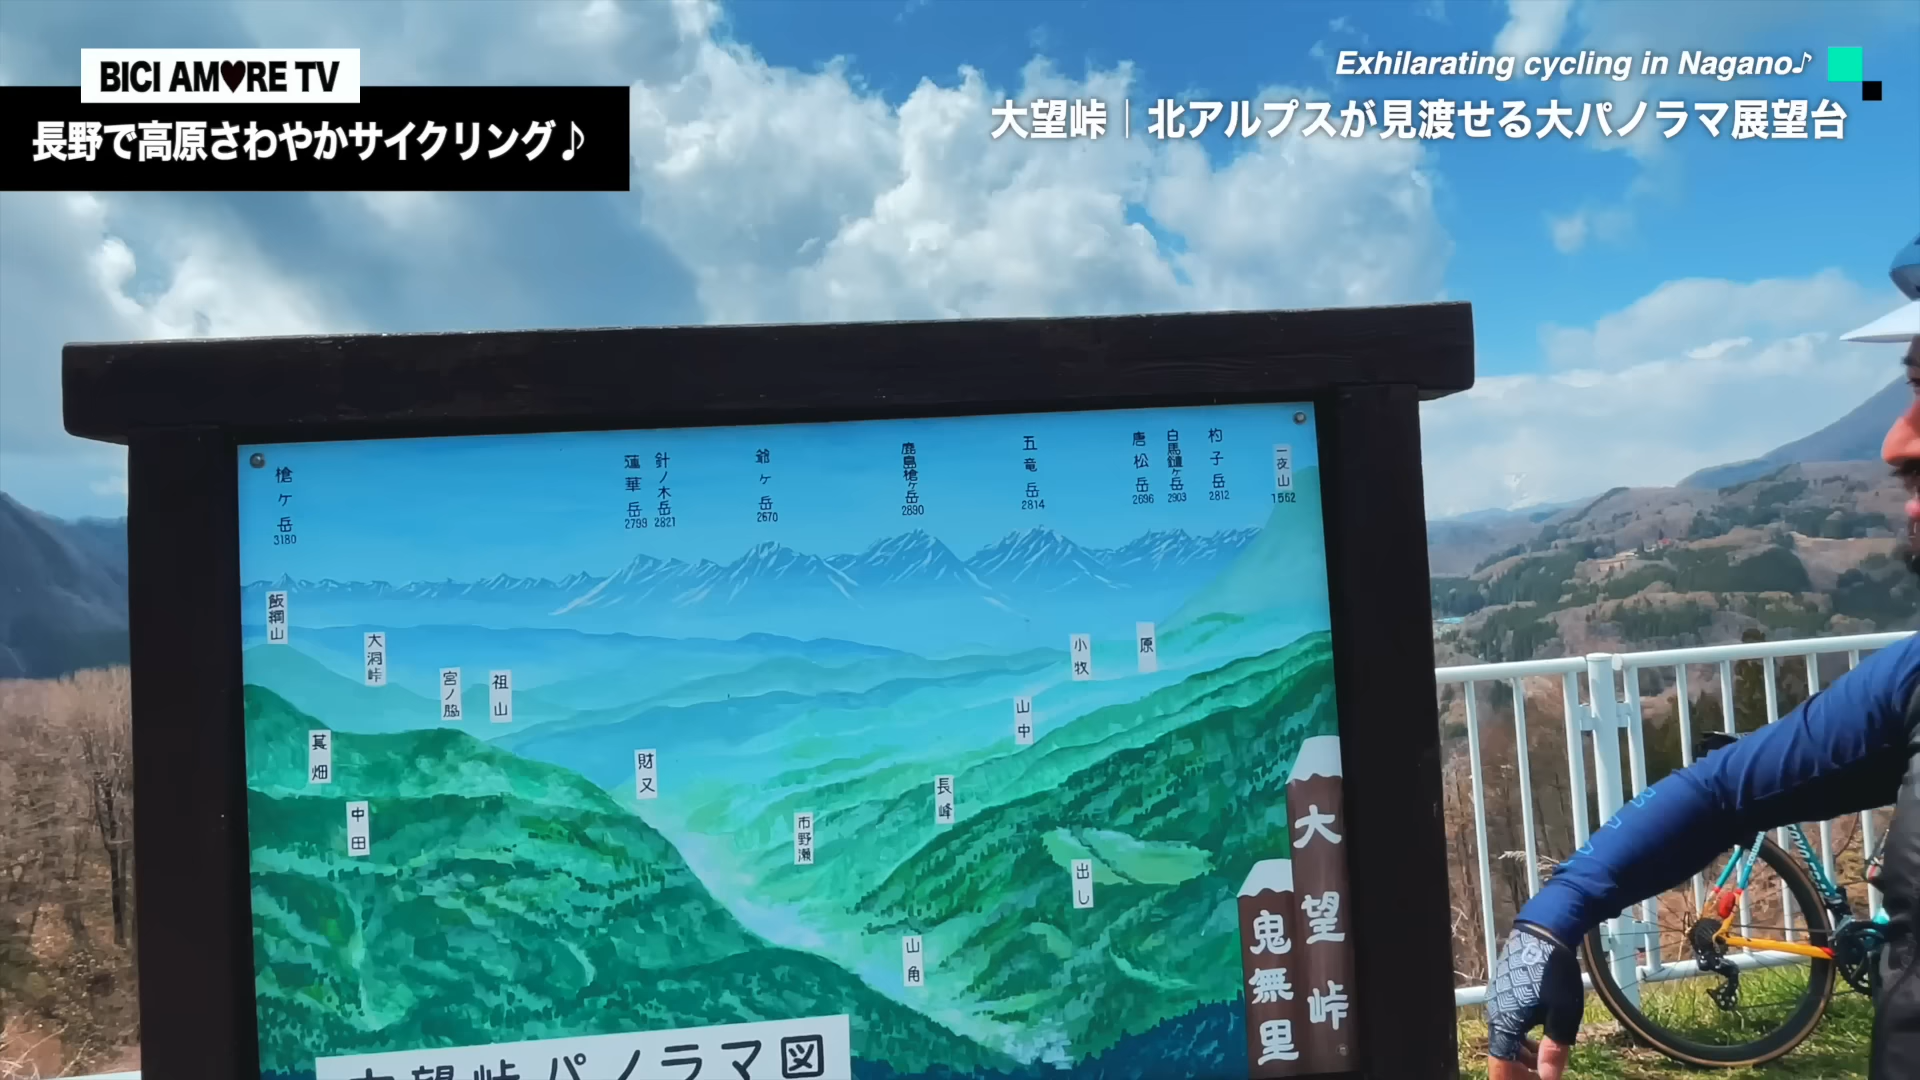 BICI AM♥RE TV
長野で高原さわやかサイクリング♪
Exhilarating cycling in Nagano♪
大望峠｜北アルプスが見渡せる大パノラマ展望台
槍ヶ岳
3180
蓮華岳
2799
針ノ木岳
2821
爺ヶ岳
2670
鹿島槍ヶ岳
2890
五竜岳
2814
唐松岳
2696
白馬鑓ヶ岳
2903
杓子岳
2812
一夜山
1562
飯綱山
大洞峠
宮ノ脇
祖山
小牧
原
山中
萁畑
財又
長峰
中田
市野瀬
出し
山角
大望峠
鬼無里
大望峠パノラマ図